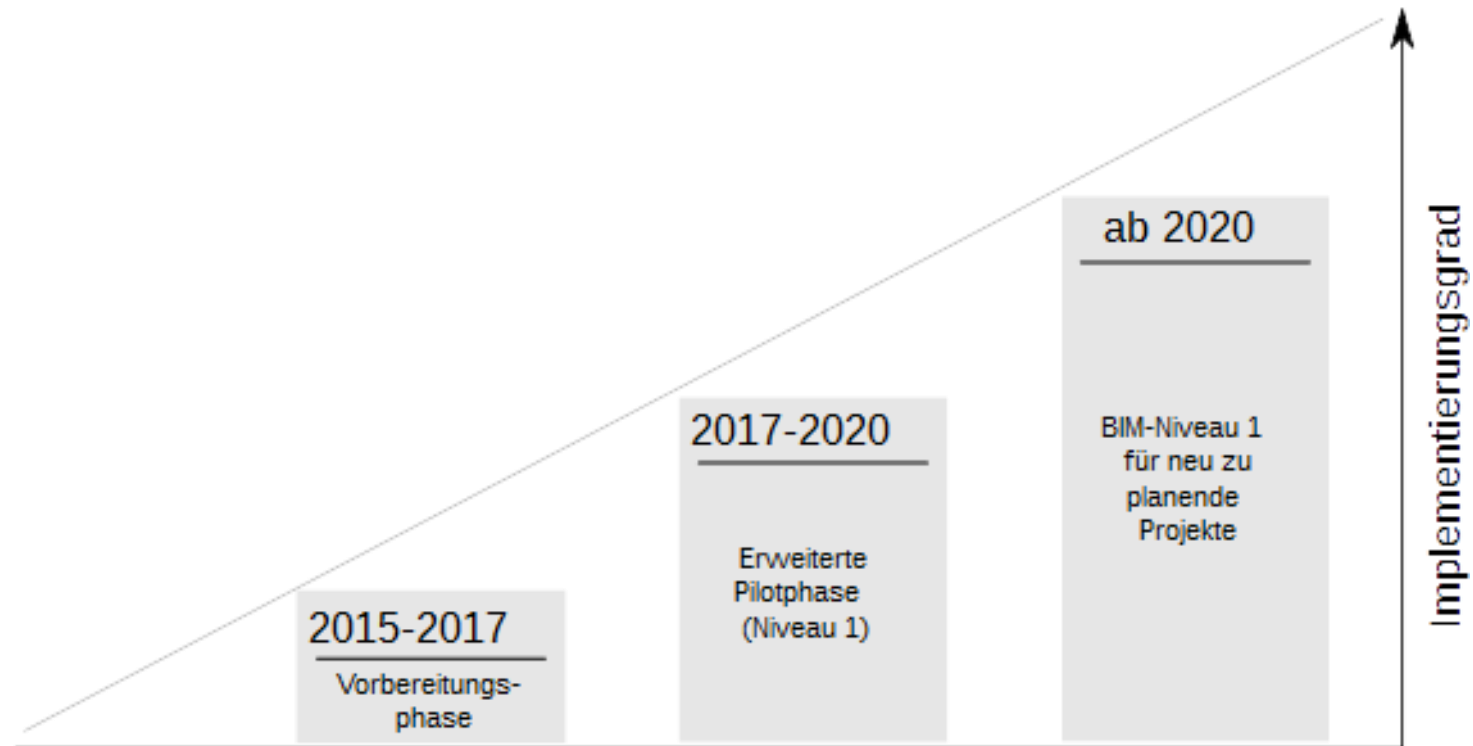 2015-2017
Vorbereitungs-
phase
2017-2020
Erweiterte
Pilotphase
(Niveau 1)
ab 2020
BIM-Niveau 1
für neu zu
planende
Projekte
Implementierungsgrad